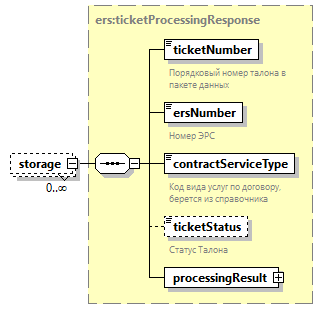 ers:ticketProcessingResponse
ticketNumber
Порядковый номер талона в
пакете данных
ersNumber
Номер ЭРС
storage
0..∞
contractServiceType
Код вида услуг по договору,
берется из справочника
ticketStatus
Статус Талона
processingResult